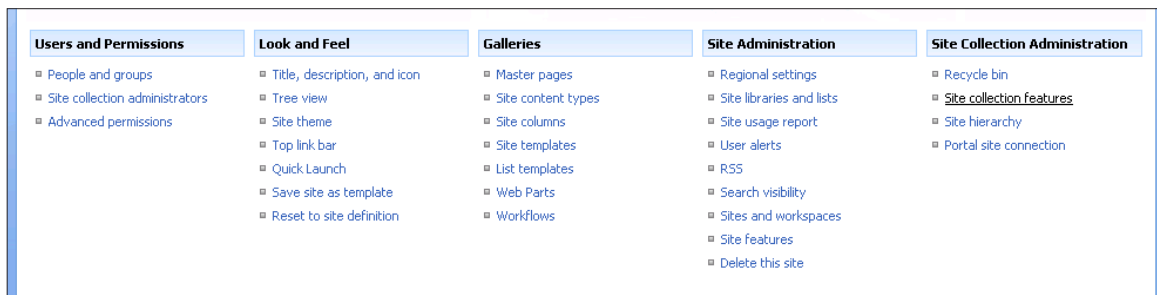 Users and Permissions
People and groups
Site collection administrators
Advanced permissions
Look and Feel
Title, description, and icon
Tree view
Site theme
Top link bar
Quick Launch
Save site as template
Reset to site definition
Galleries
Master pages
Site content types
Site columns
Site templates
List templates
Web Parts
Workflows
Site Administration
Regional settings
Site libraries and lists
Site usage report
User alerts
RSS
Search visibility
Sites and workspaces
Site features
Delete this site
Site Collection Administration
Recycle bin
Site collection features
Site hierarchy
Portal site connection